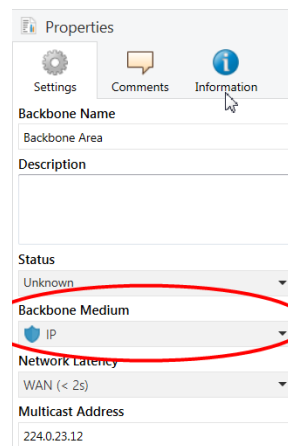 Properties
Settings Comments Information
Backbone Name
Backbone Area
Description
Status
Unknown
Backbone Medium
IP
Network Latency
WAN (< 2s)
Multicast Address
224.0.23.12